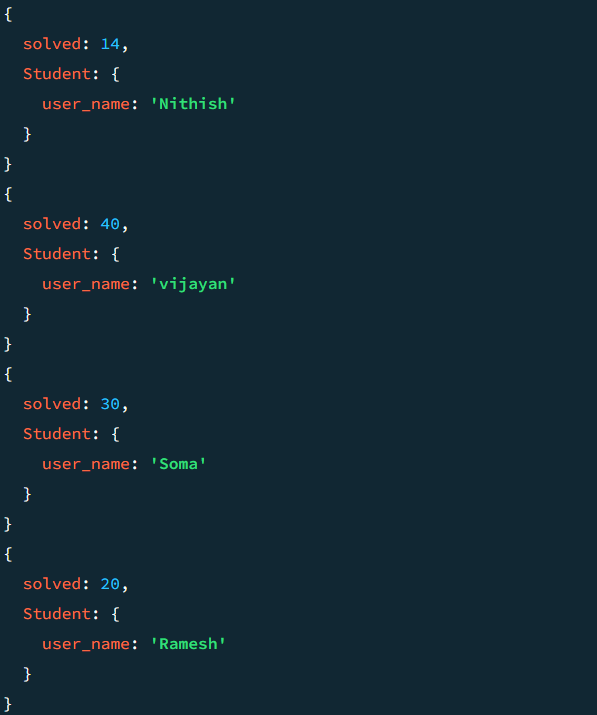 {
  solved: 14,
  Student: {
    user_name: 'Nithish'
  }
}
{
  solved: 40,
  Student: {
    user_name: 'vijayan'
  }
}
{
  solved: 30,
  Student: {
    user_name: 'Soma'
  }
}
{
  solved: 20,
  Student: {
    user_name: 'Ramesh'
  }
}